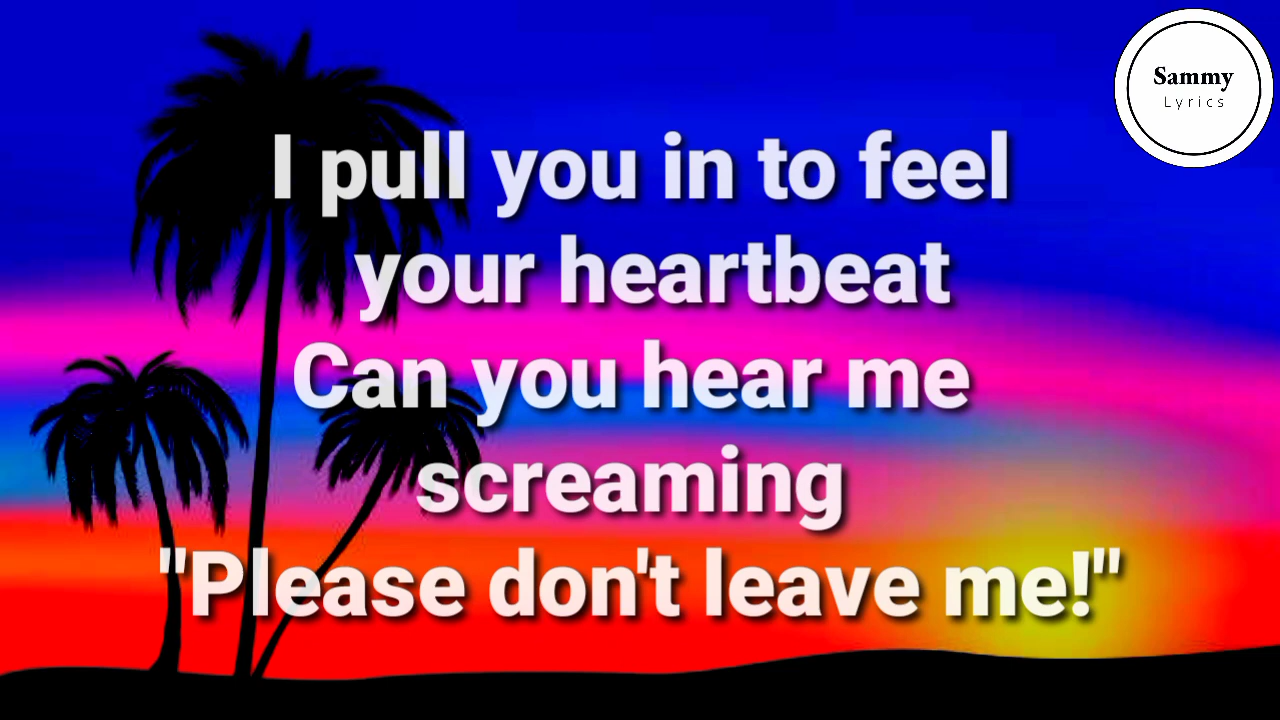 Sammy
Lyrics
I pull you in to feel
your heartbeat
Can you hear me
screaming
"Please don't leave me!"